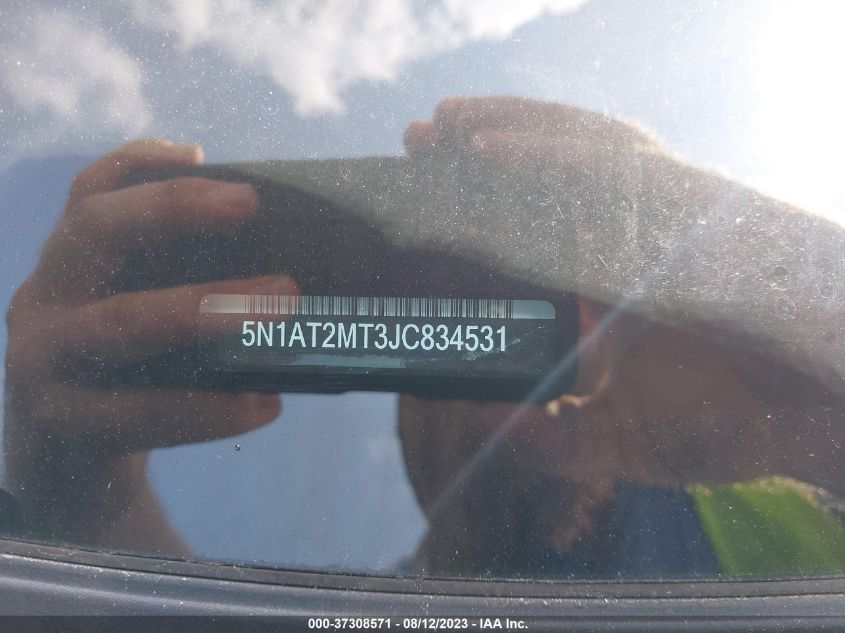 5N1AT2MT3JC834531
000-37308571 - 08/12/2023 - IAA Inc.